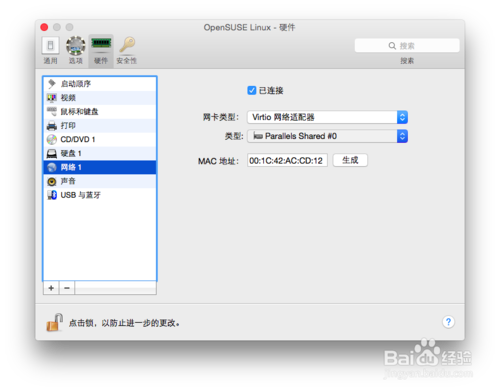 OpenSUSE Linux - 硬件
通用 选项 硬件 安全性
搜索
搜索
启动顺序
视频
鼠标和键盘
打印
CD/DVD 1
硬盘 1
网络 1
声音
USB 与蓝牙
已连接
网卡类型: Virtio 网络适配器
类型: Parallels Shared #0
MAC 地址: 00:1C:42:AC:CD:12 生成
+ −
点击锁，以防止进一步的更改。
?
Baidu 经验
jingyan.baidu.com